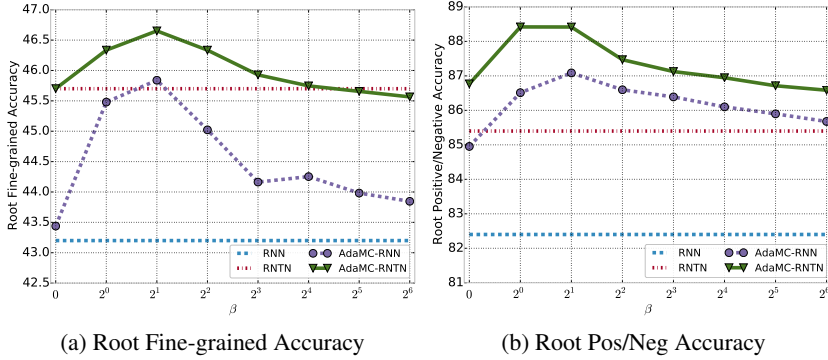 47.0
46.5
46.0
45.5
45.0
44.5
44.0
43.5
43.0
42.5
Root Fine-grained Accuracy
RNN
RNTN
AdaMC-RNN
AdaMC-RNTN
0 2^0 2^1 2^2 2^3 2^4 2^5 2^6
β
(a) Root Fine-grained Accuracy
89
88
87
86
85
84
83
82
81
Root Positive/Negative Accuracy
RNN
RNTN
AdaMC-RNN
AdaMC-RNTN
0 2^0 2^1 2^2 2^3 2^4 2^5 2^6
β
(b) Root Pos/Neg Accuracy